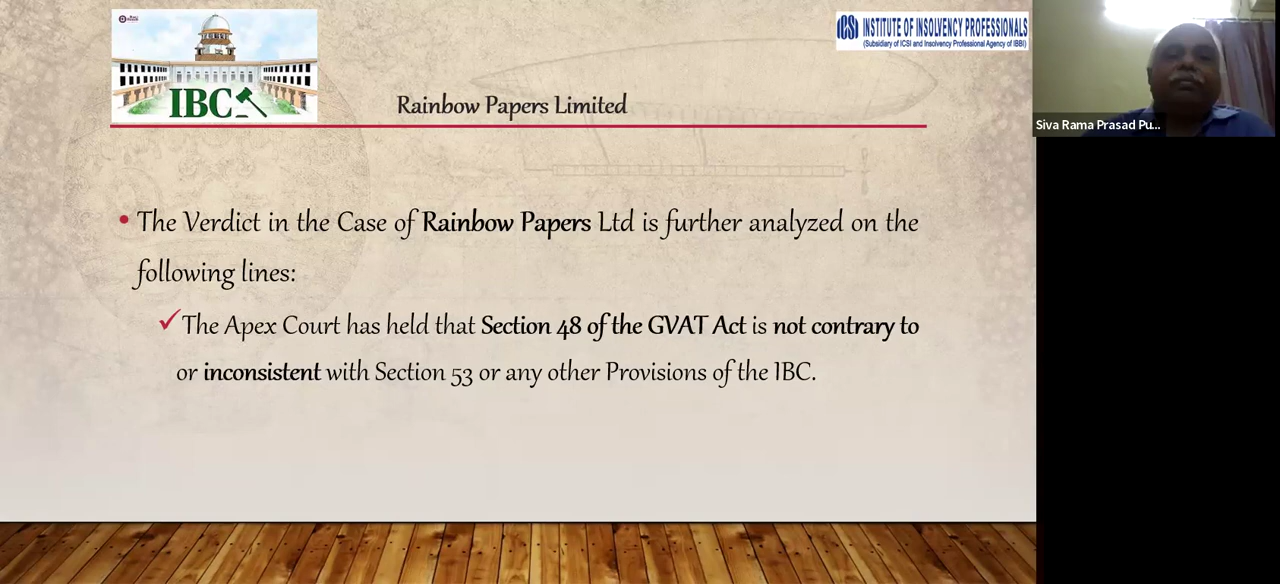 IBC
ICSI INSTITUTE OF INSOLVENCY PROFESSIONALS
(Subsidiary of ICSI and Insolvency Professional Agency of IBBI)
Rainbow Papers Limited
Siva Rama Prasad Pu...
• The Verdict in the Case of Rainbow Papers Ltd is further analyzed on the
following lines:
✓The Apex Court has held that Section 48 of the GVAT Act is not contrary to
or inconsistent with Section 53 or any other Provisions of the IBC.